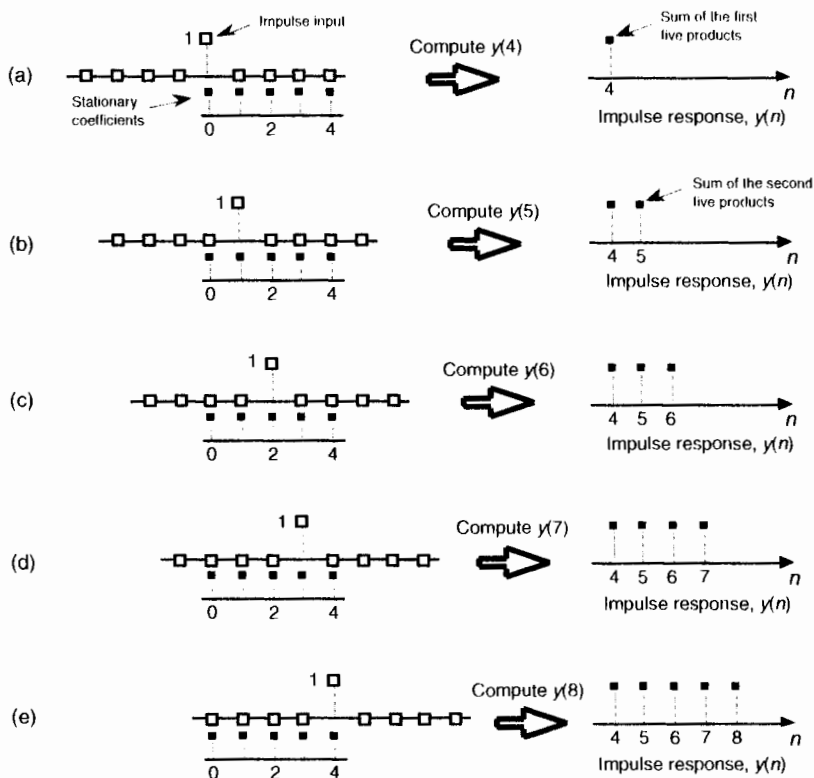 (a)
1
Impulse input
Stationary
coefficients
0 2 4
Compute y(4)
Sum of the first
live products
4
n
Impulse response, y(n)
(b)
1
0 2 4
Compute y(5)
Sum of the second
live products
4 5
n
Impulse response, y(n)
(c)
1
0 2 4
Compute y(6)
4 5 6
n
Impulse response, y(n)
(d)
1
0 2 4
Compute y(7)
4 5 6 7
n
Impulse response, y(n)
(e)
1
0 2 4
Compute y(8)
4 5 6 7 8
n
Impulse response, y(n)